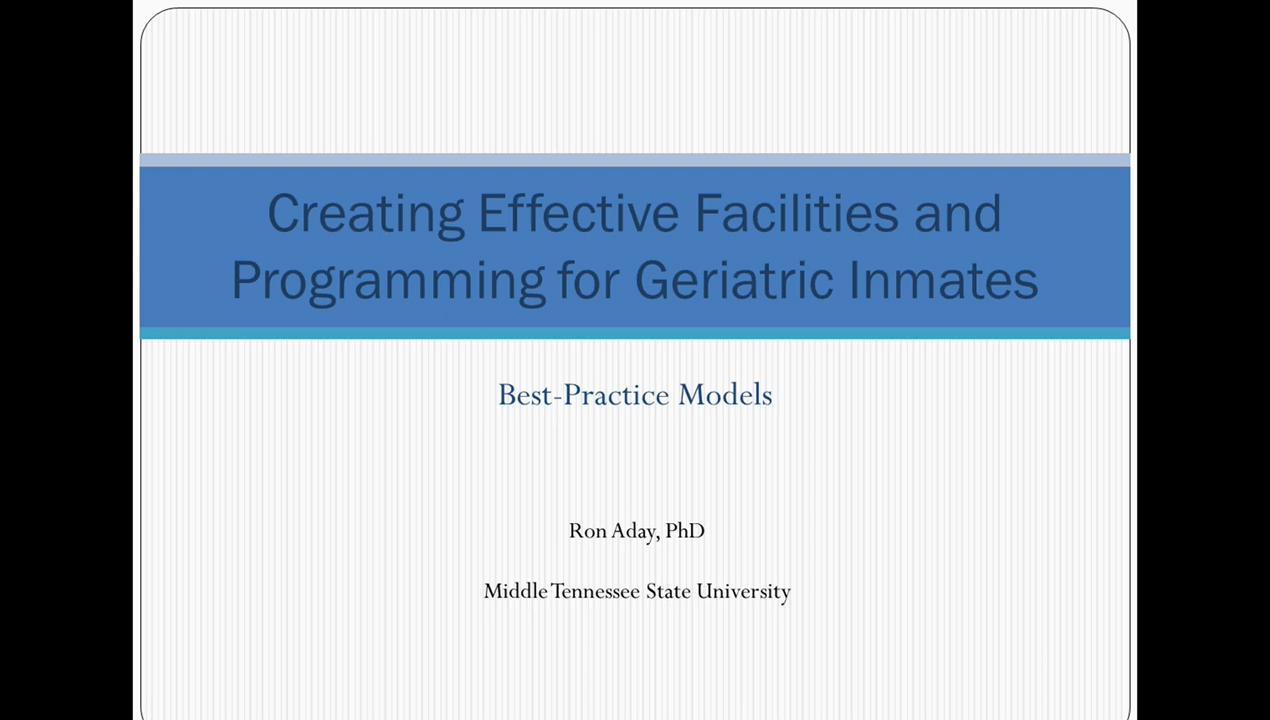 Creating Effective Facilities and
Programming for Geriatric Inmates
Best-Practice Models
Ron Aday, PhD
Middle Tennessee State University